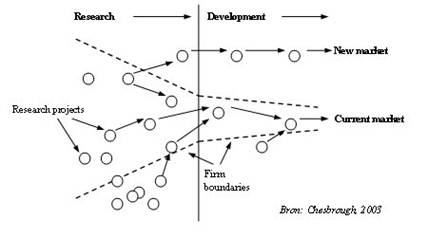 Research
Development
New market
Research projects
Current market
Firm
boundaries
Bron: Chesbrough, 2003